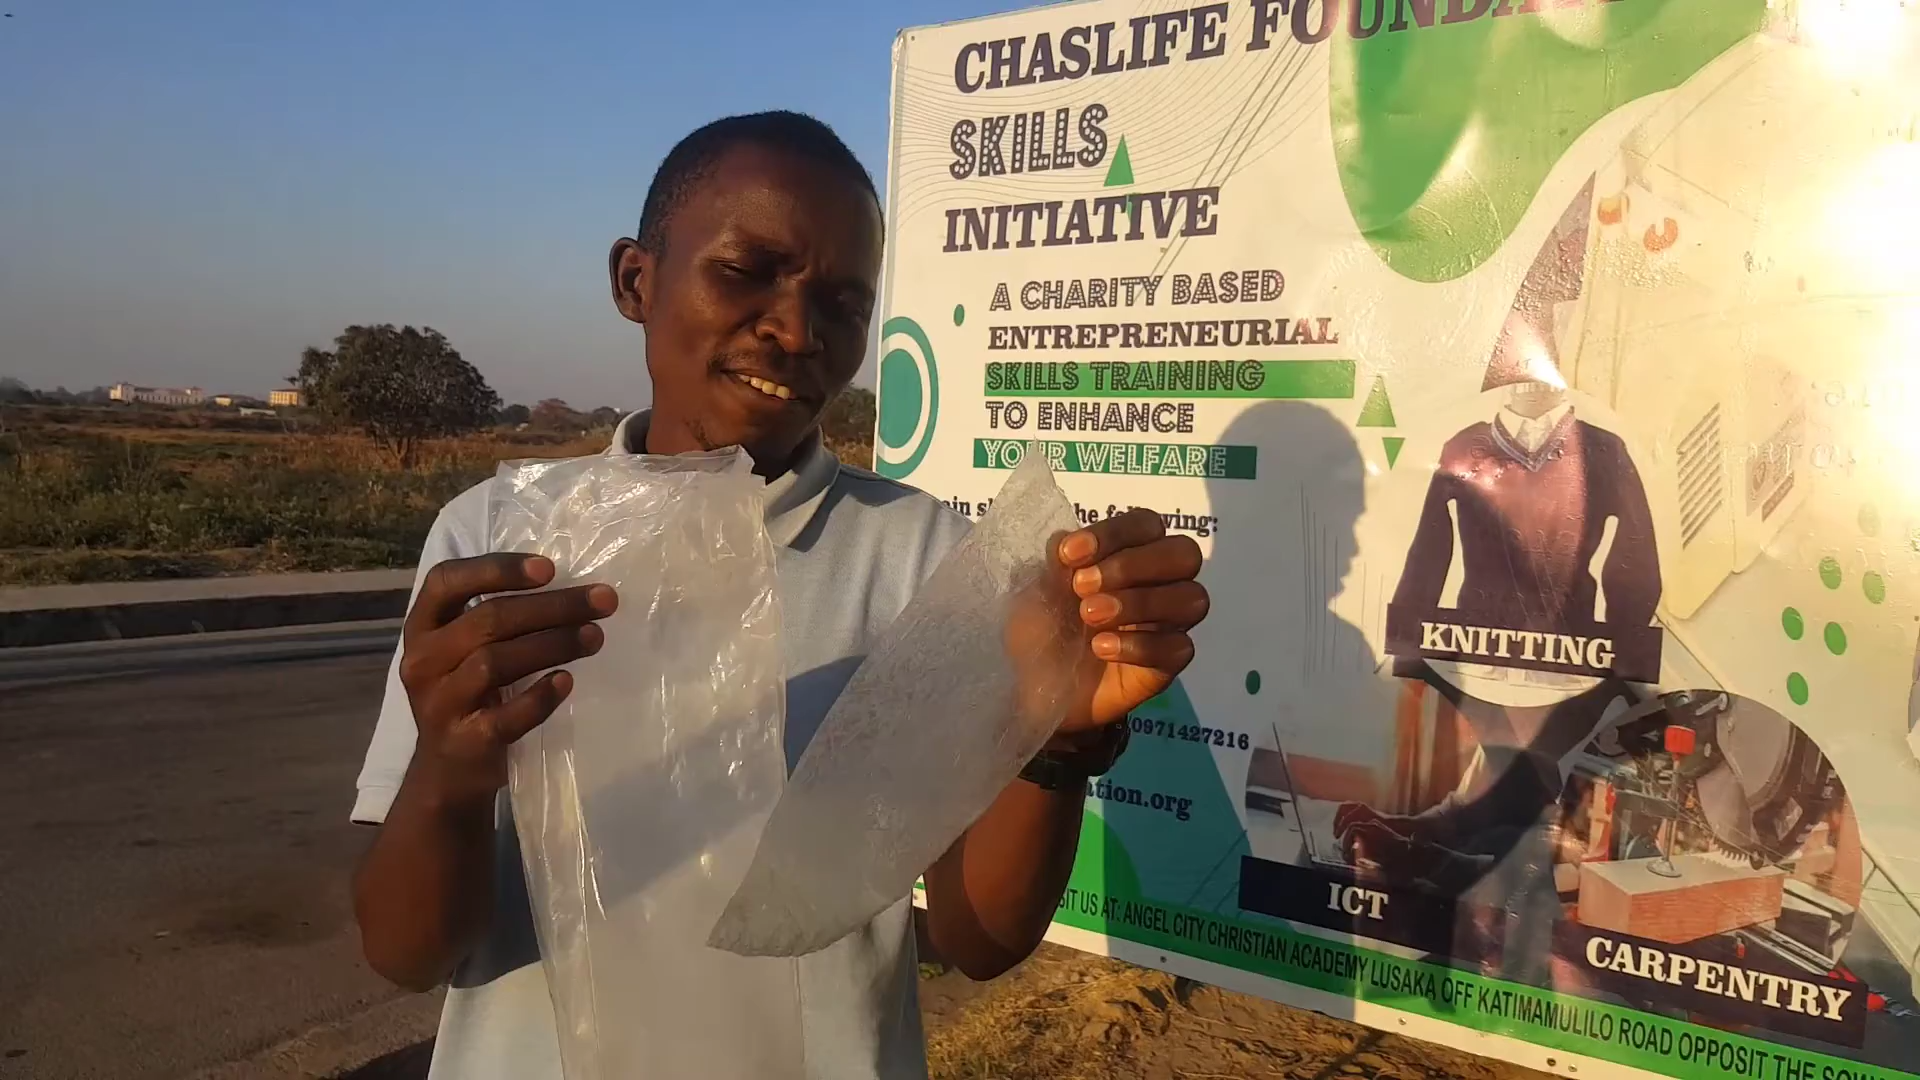 CHASLIFE
SKILLS
INITIATIVE
A CHARITY BASED
ENTREPRENEURIAL
SKILLS TRAINING
TO ENHANCE
YOUR WELFARE
0971427216
ation.org
KNITTING
ICT
CARPENTRY
SIT US AT: ANGEL CITY CHRISTIAN ACADEMY LUSAKA OFF KATIMAMULILO ROAD OPPOSIT THE